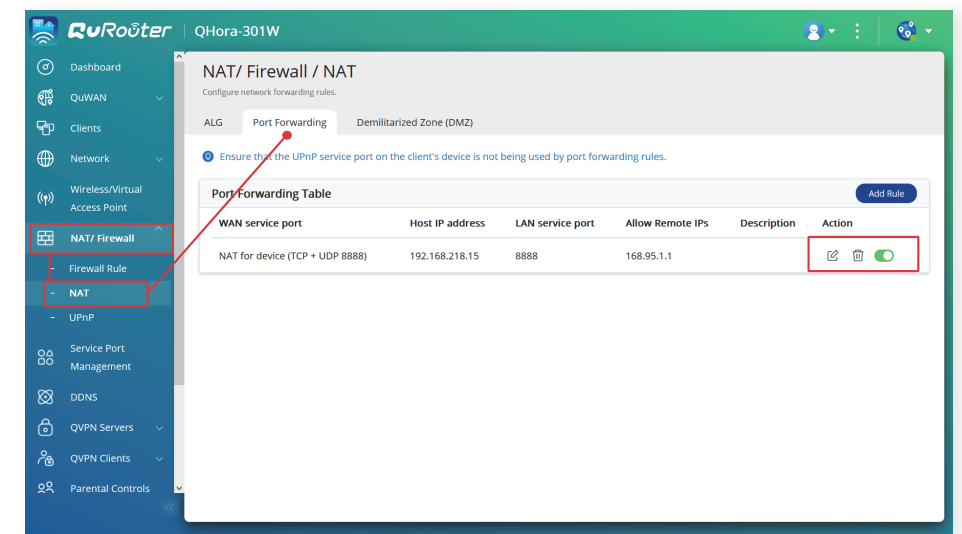 QuRouter | QHora-301W
Dashboard
QuWAN
Clients
Network
Wireless/Virtual
Access Point
NAT/ Firewall
Firewall Rule
NAT
UPnP
Service Port
Management
DDNS
QVPN Servers
QVPN Clients
Parental Controls
NAT/ Firewall / NAT
Configure network forwarding rules.
ALG Port Forwarding Demilitarized Zone (DMZ)
Ensure that the UPnP service port on the client's device is not being used by port forwarding rules.
Port Forwarding Table Add Rule
WAN service port Host IP address LAN service port Allow Remote IPs Description Action
NAT for device (TCP + UDP 8888) 192.168.218.15 8888 168.95.1.1